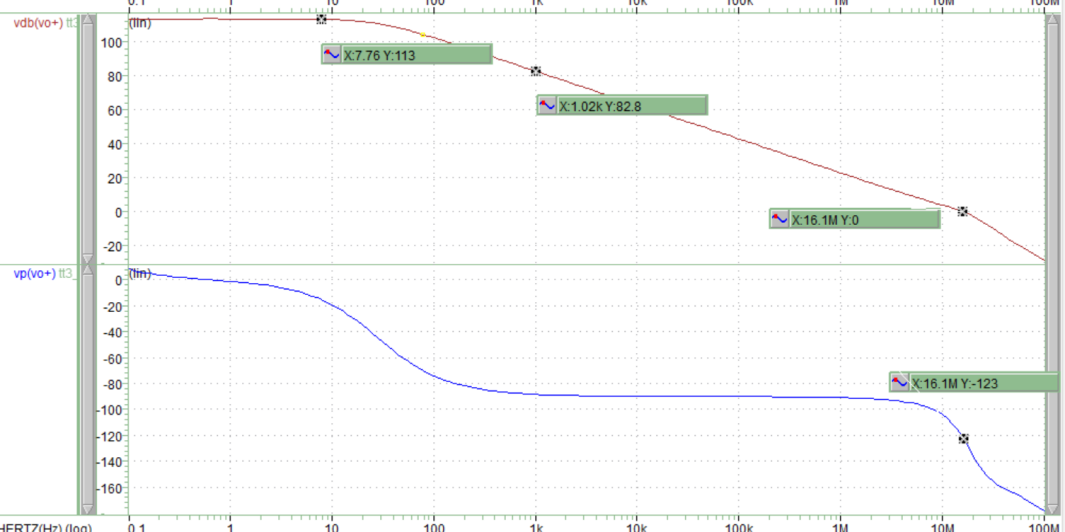 0.1 1 10 100 1k 10k 100k 1M 10M 100M
vdb(vo+) tt3 (lin)
100
X:7.76 Y:113
80
X:1.02k Y:82.8
60
40
20
0
X:16.1M Y:0
-20
vp(vo+) tt3_ (lin)
0
-20
-40
-60
-80
X:16.1M Y:-123
-100
-120
-140
-160
HERTZ(Hz) (log) 0.1 1 10 100 1k 10k 100k 1M 10M 100M